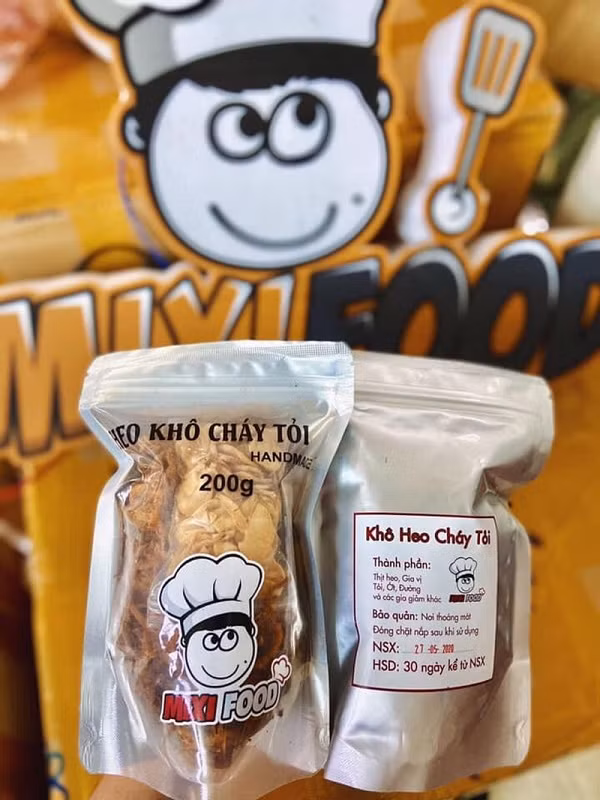 MIXI FOOD
HEO KHÔ CHÁY TỎI
HANDMADE
200g
MIXI FOOD
Khô Heo Cháy Tỏi
Thành phần:
Thịt heo, Gia vị
Tỏi, Ớt, Đường
và các gia giảm khác
MIXI FOOD
Bảo quản: Nơi thoáng mát
Đóng chặt nắp sau khi sử dụng
NSX: 27 -05- 2020
HSD: 30 ngày kể từ NSX